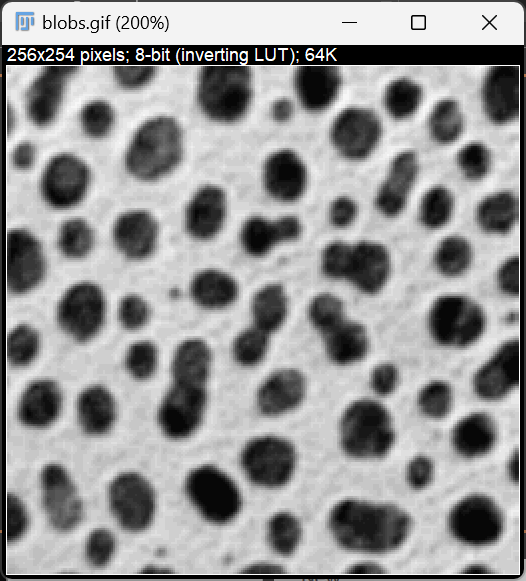 blobs.gif (200%)
256x254 pixels; 8-bit (inverting LUT); 64K